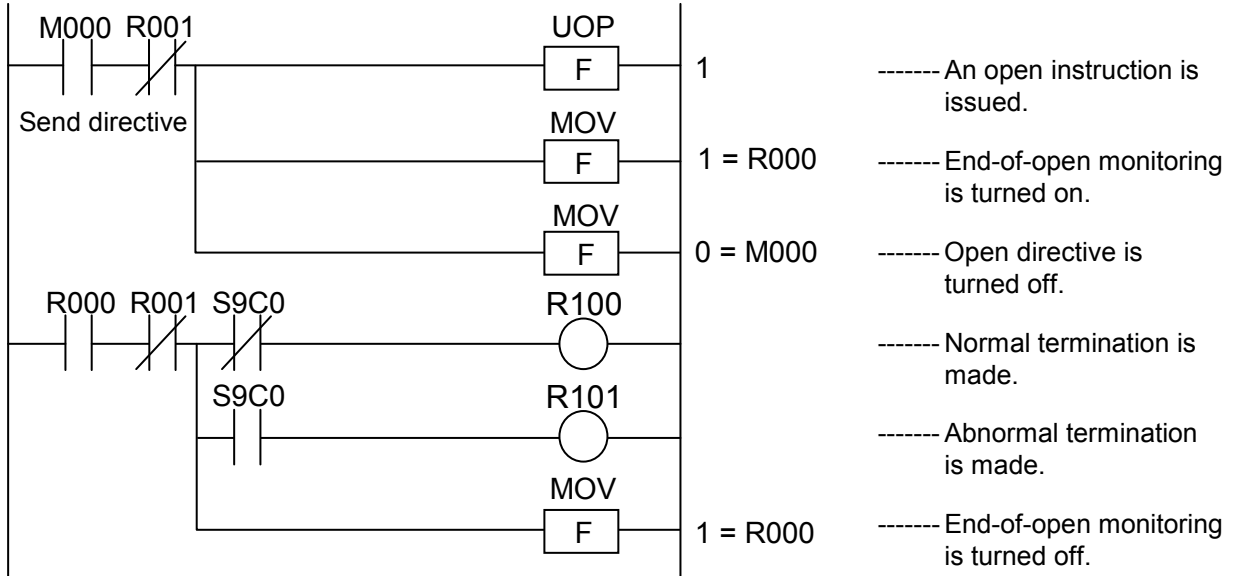 M000 R001 UOP
F 1 ------- An open instruction is
issued.
Send directive
MOV
F 1 = R000 ------- End-of-open monitoring
is turned on.
MOV
F 0 = M000 ------- Open directive is
turned off.
R000 R001 S9C0 R100
------- Normal termination is
made.
S9C0 R101
------- Abnormal termination
is made.
MOV
F 1 = R000 ------- End-of-open monitoring
is turned off.